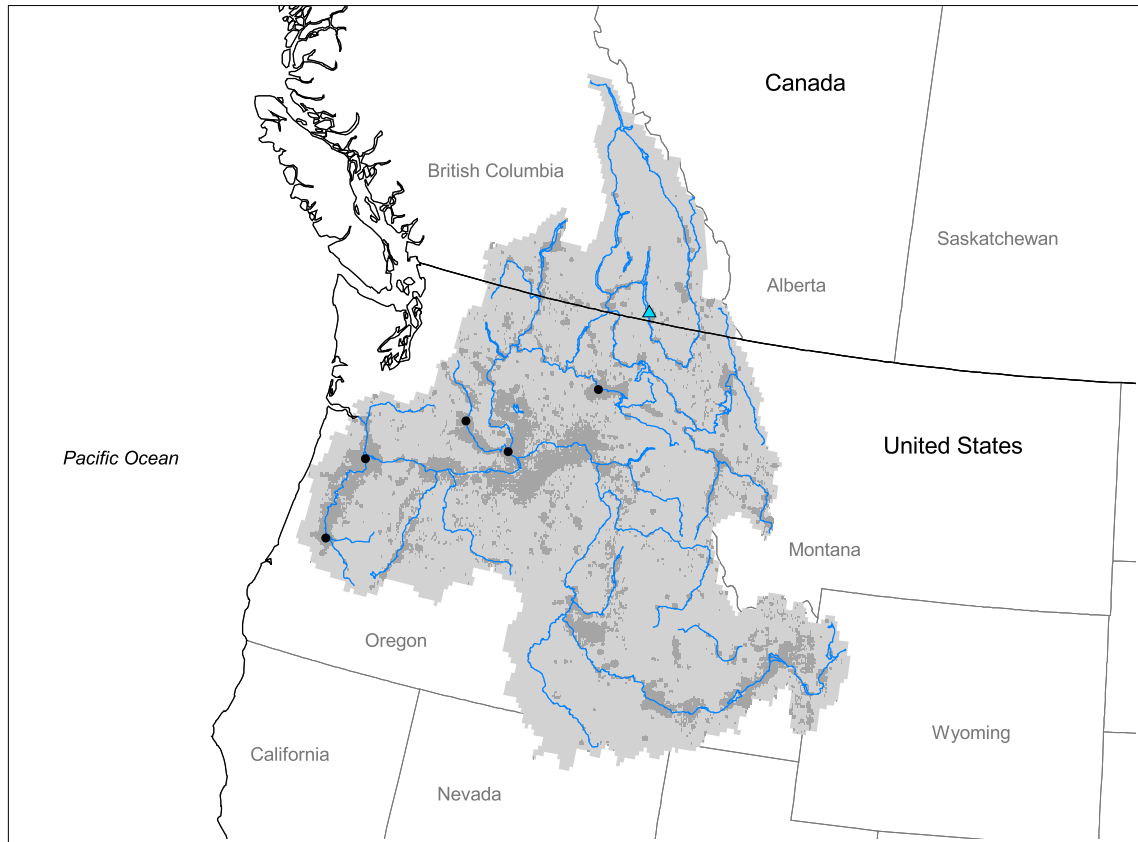 Canada
British Columbia
Saskatchewan
Alberta
United States
Pacific Ocean
Montana
Oregon
Wyoming
California
Nevada